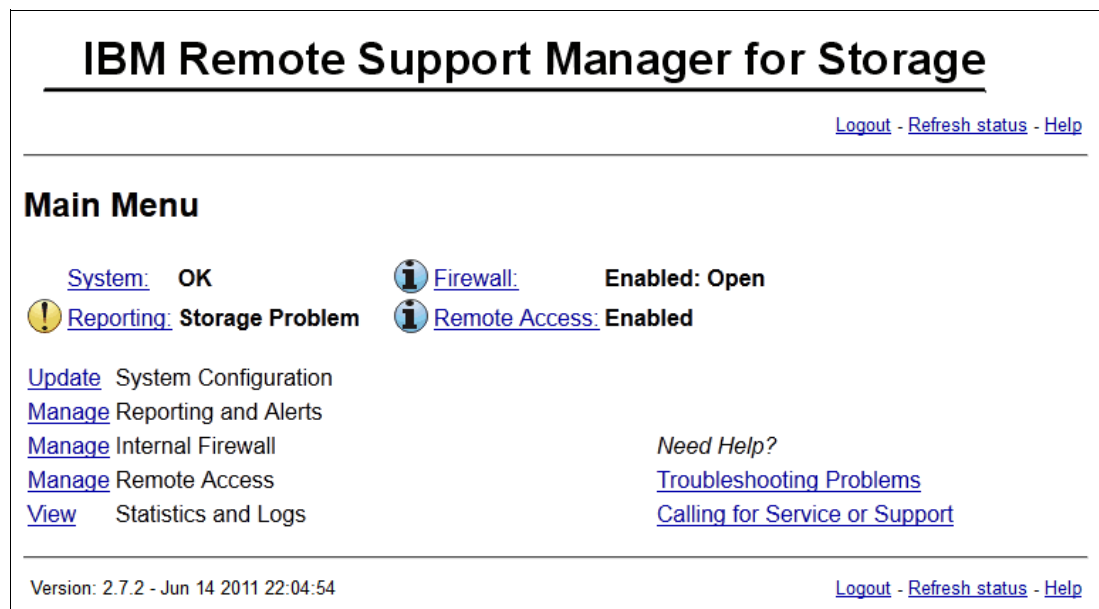 IBM Remote Support Manager for Storage
Logout - Refresh status - Help
Main Menu
System: OK Firewall: Enabled: Open
Reporting: Storage Problem Remote Access: Enabled
Update System Configuration
Manage Reporting and Alerts
Manage Internal Firewall Need Help?
Manage Remote Access Troubleshooting Problems
View Statistics and Logs Calling for Service or Support
Version: 2.7.2 - Jun 14 2011 22:04:54 Logout - Refresh status - Help